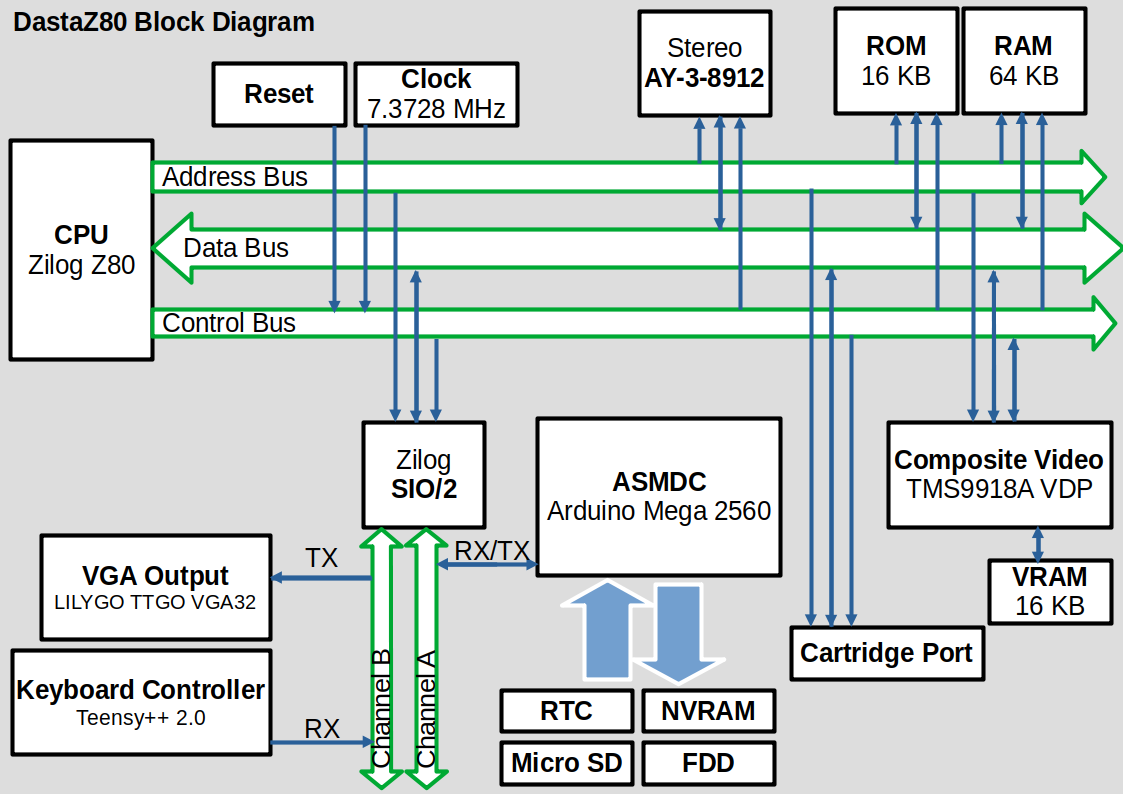 DastaZ80 Block Diagram
Stereo
AY-3-8912
ROM
16 KB
RAM
64 KB
Reset
Clock
7.3728 MHz
Address Bus
CPU
Zilog Z80
Data Bus
Control Bus
Zilog
SIO/2
ASMDC
Arduino Mega 2560
Composite Video
TMS9918A VDP
TX
RX/TX
VGA Output
LILYGO TTGO VGA32
VRAM
16 KB
Cartridge Port
Keyboard Controller
Teensy++ 2.0
RX
Channel B
Channel A
RTC
NVRAM
Micro SD
FDD